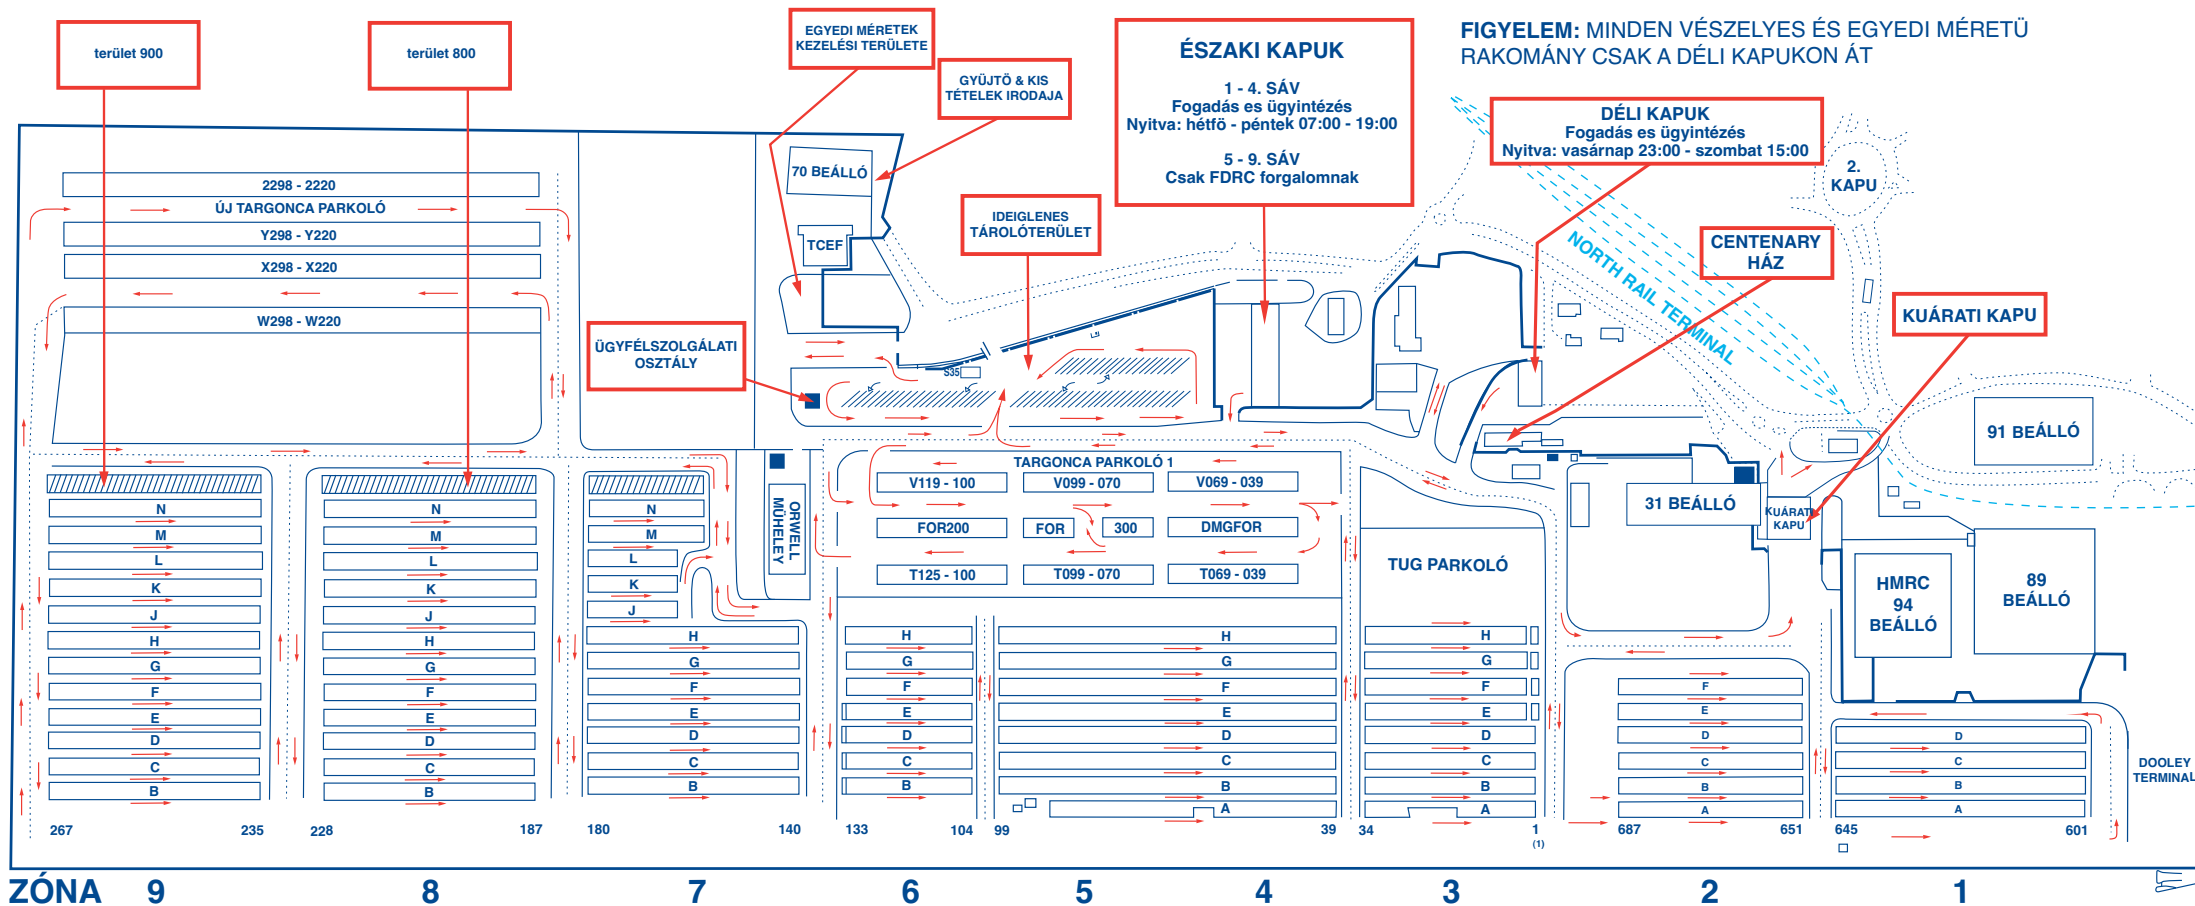 FIGYELEM: MINDEN VÉSZELYES ÉS EGYEDI MÉRETÜ
RAKOMÁNY CSAK A DÉLI KAPUKON ÁT
terület 900
terület 800
EGYEDI MÉRETEK
KEZELÉSI TERÜLETE
GYÜJTÖ & KIS
TÉTELEK IRODAJA
ÉSZAKI KAPUK
1 - 4. SÁV
Fogadás es ügyintézés
Nyitva: hétfö - péntek 07:00 - 19:00
5 - 9. SÁV
Csak FDRC forgalomnak
DÉLI KAPUK
Fogadás es ügyintézés
Nyitva: vasárnap 23:00 - szombat 15:00
2.
KAPU
70 BEÁLLÓ
TCEF
IDEIGLENES
TÁROLÓTERÜLET
CENTENARY
HÁZ
NORTH RAIL TERMINAL
KUÁRATI KAPU
2298 - 2220
ÚJ TARGONCA PARKOLÓ
Y298 - Y220
X298 - X220
W298 - W220
ÜGYFÉLSZOLGÁLATI
OSZTÁLY
S35
91 BEÁLLÓ
TARGONCA PARKOLÓ 1
V119 - 100
V099 - 070
V069 - 039
FOR200
FOR
300
DMGFOR
T125 - 100
T099 - 070
T069 - 039
ORWELL
MÜHELEY
TUG PARKOLÓ
31 BEÁLLÓ
KUÁRATI
KAPU
HMRC
94
BEÁLLÓ
89
BEÁLLÓ
DOOLEY
TERMINAL
N
M
L
K
J
H
G
F
E
D
C
B
N
M
L
K
J
H
G
F
E
D
C
B
N
M
L
K
J
H
G
F
E
D
C
B
H
G
F
E
D
C
B
H
G
F
E
D
C
B
A
H
G
F
E
D
C
B
A
F
E
D
C
B
A
D
C
B
A
267
235
228
187
180
140
133
104
99
39
34
1
(1)
687
651
645
601
ZÓNA 9 8 7 6 5 4 3 2 1